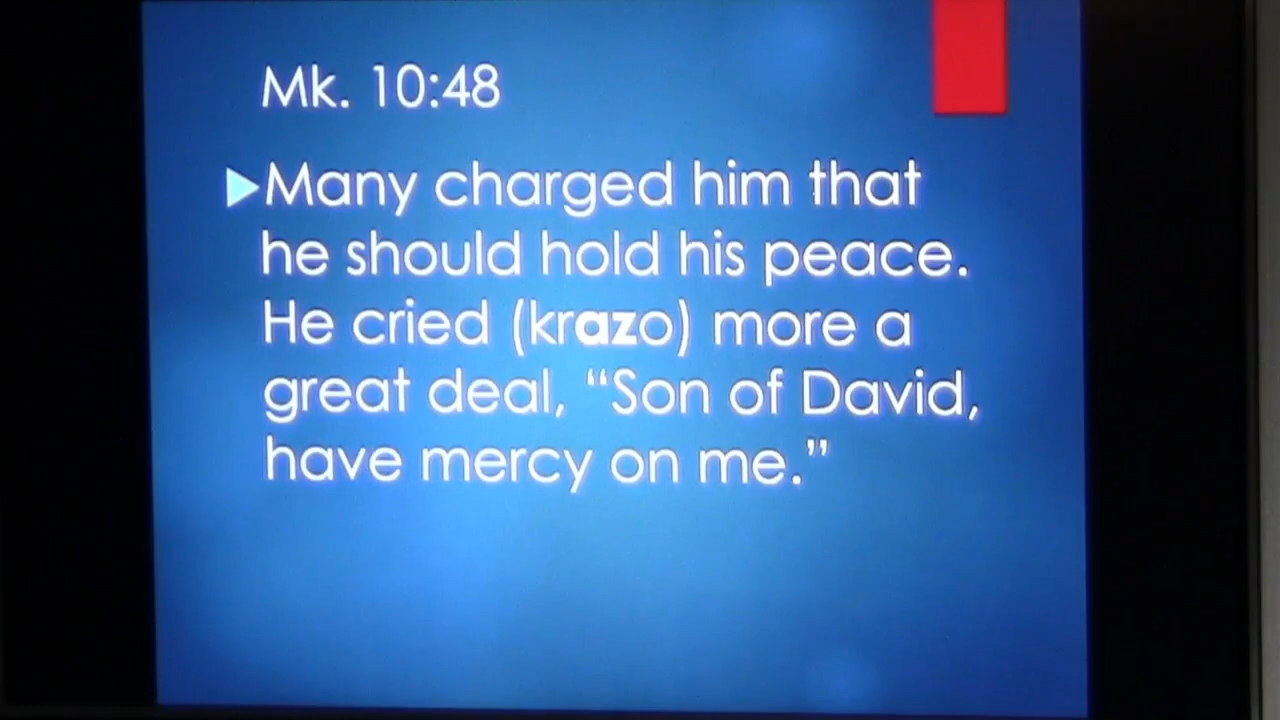 Mk. 10:48
Many charged him that
he should hold his peace.
He cried (krazo) more a
great deal, “Son of David,
have mercy on me.”